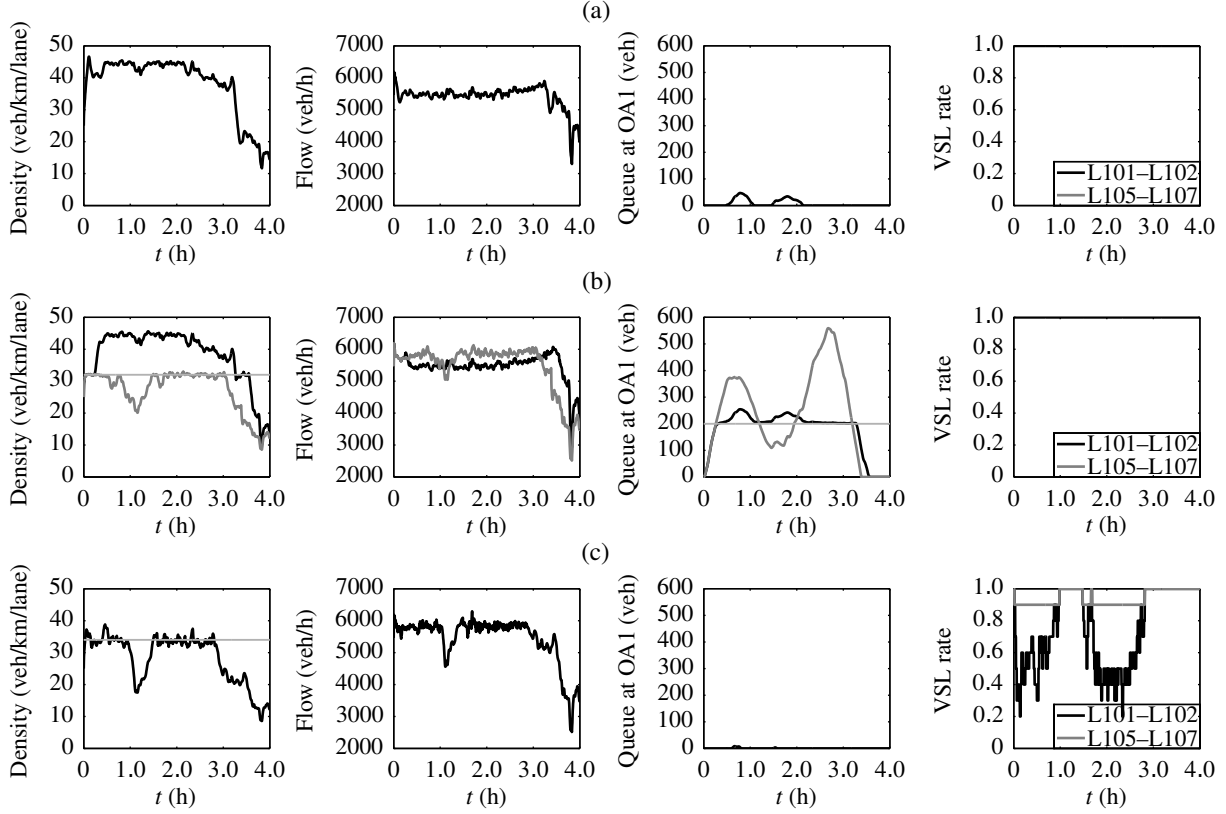 (a)
Density (veh/km/lane)
50
40
30
20
10
0
0 1.0 2.0 3.0 4.0
t (h)
Flow (veh/h)
7000
6000
5000
4000
3000
2000
0 1.0 2.0 3.0 4.0
t (h)
Queue at OA1 (veh)
600
500
400
300
200
100
0
0 1.0 2.0 3.0 4.0
t (h)
VSL rate
1.0
0.8
0.6
0.4
0.2
0
L101–L102
L105–L107
0 1.0 2.0 3.0 4.0
t (h)
(b)
Density (veh/km/lane)
50
40
30
20
10
0
0 1.0 2.0 3.0 4.0
t (h)
Flow (veh/h)
7000
6000
5000
4000
3000
2000
0 1.0 2.0 3.0 4.0
t (h)
Queue at OA1 (veh)
600
500
400
300
200
100
0
0 1.0 2.0 3.0 4.0
t (h)
VSL rate
1.0
0.8
0.6
0.4
0.2
0
L101–L102
L105–L107
0 1.0 2.0 3.0 4.0
t (h)
(c)
Density (veh/km/lane)
50
40
30
20
10
0
0 1.0 2.0 3.0 4.0
t (h)
Flow (veh/h)
7000
6000
5000
4000
3000
2000
0 1.0 2.0 3.0 4.0
t (h)
Queue at OA1 (veh)
600
500
400
300
200
100
0
0 1.0 2.0 3.0 4.0
t (h)
VSL rate
1.0
0.8
0.6
0.4
0.2
0
L101–L102
L105–L107
0 1.0 2.0 3.0 4.0
t (h)